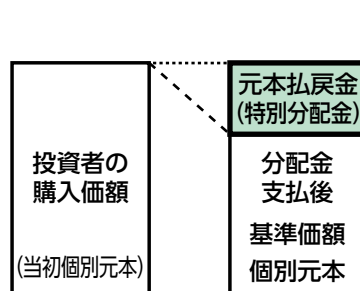 投資者の
購入価額
(当初個別元本)
元本払戻金
(特別分配金)
分配金
支払後
基準価額
個別元本